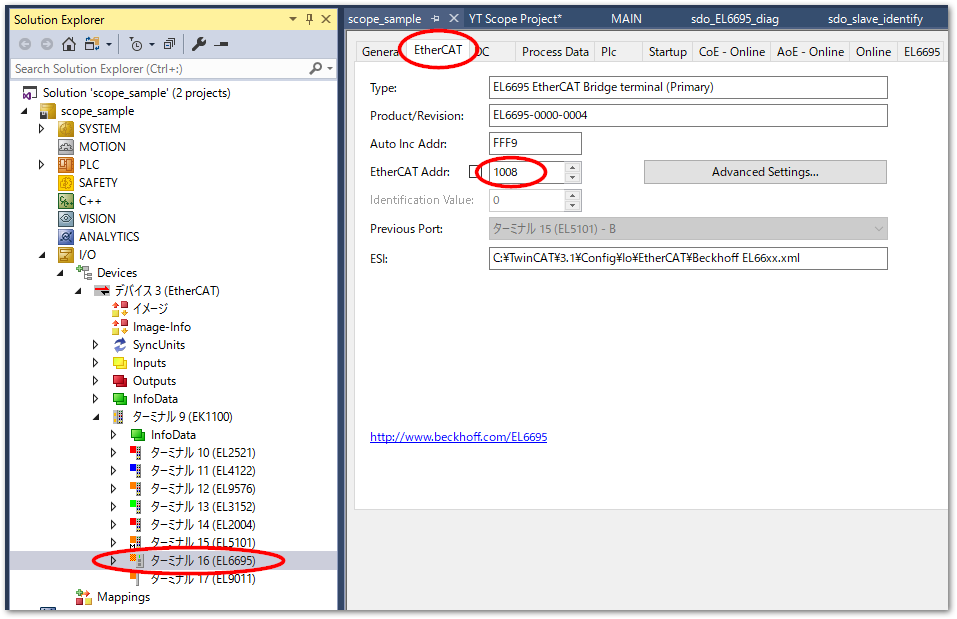 Solution Explorer
Search Solution Explorer (Ctrl+:)
Solution 'scope_sample' (2 projects)
scope_sample
SYSTEM
MOTION
PLC
SAFETY
C++
VISION
ANALYTICS
I/O
Devices
デバイス 3 (EtherCAT)
イメージ
Image-Info
SyncUnits
Inputs
Outputs
InfoData
ターミナル 9 (EK1100)
InfoData
ターミナル 10 (EL2521)
ターミナル 11 (EL4122)
ターミナル 12 (EL9576)
ターミナル 13 (EL3152)
ターミナル 14 (EL2004)
ターミナル 15 (EL5101)
ターミナル 16 (EL6695)
ターミナル 17 (EL9011)
Mappings
scope_sample YT Scope Project* MAIN sdo_EL6695_diag sdo_slave_identify
General EtherCAT DC Process Data Plc Startup CoE - Online AoE - Online Online EL6695
Type: EL6695 EtherCAT Bridge terminal (Primary)
Product/Revision: EL6695-0000-0004
Auto Inc Addr: FFF9
EtherCAT Addr: 1008 Advanced Settings...
Identification Value: 0
Previous Port: ターミナル 15 (EL5101) - B
ESI: C:¥TwinCAT¥3.1¥Config¥Io¥EtherCAT¥Beckhoff EL66xx.xml
http://www.beckhoff.com/EL6695